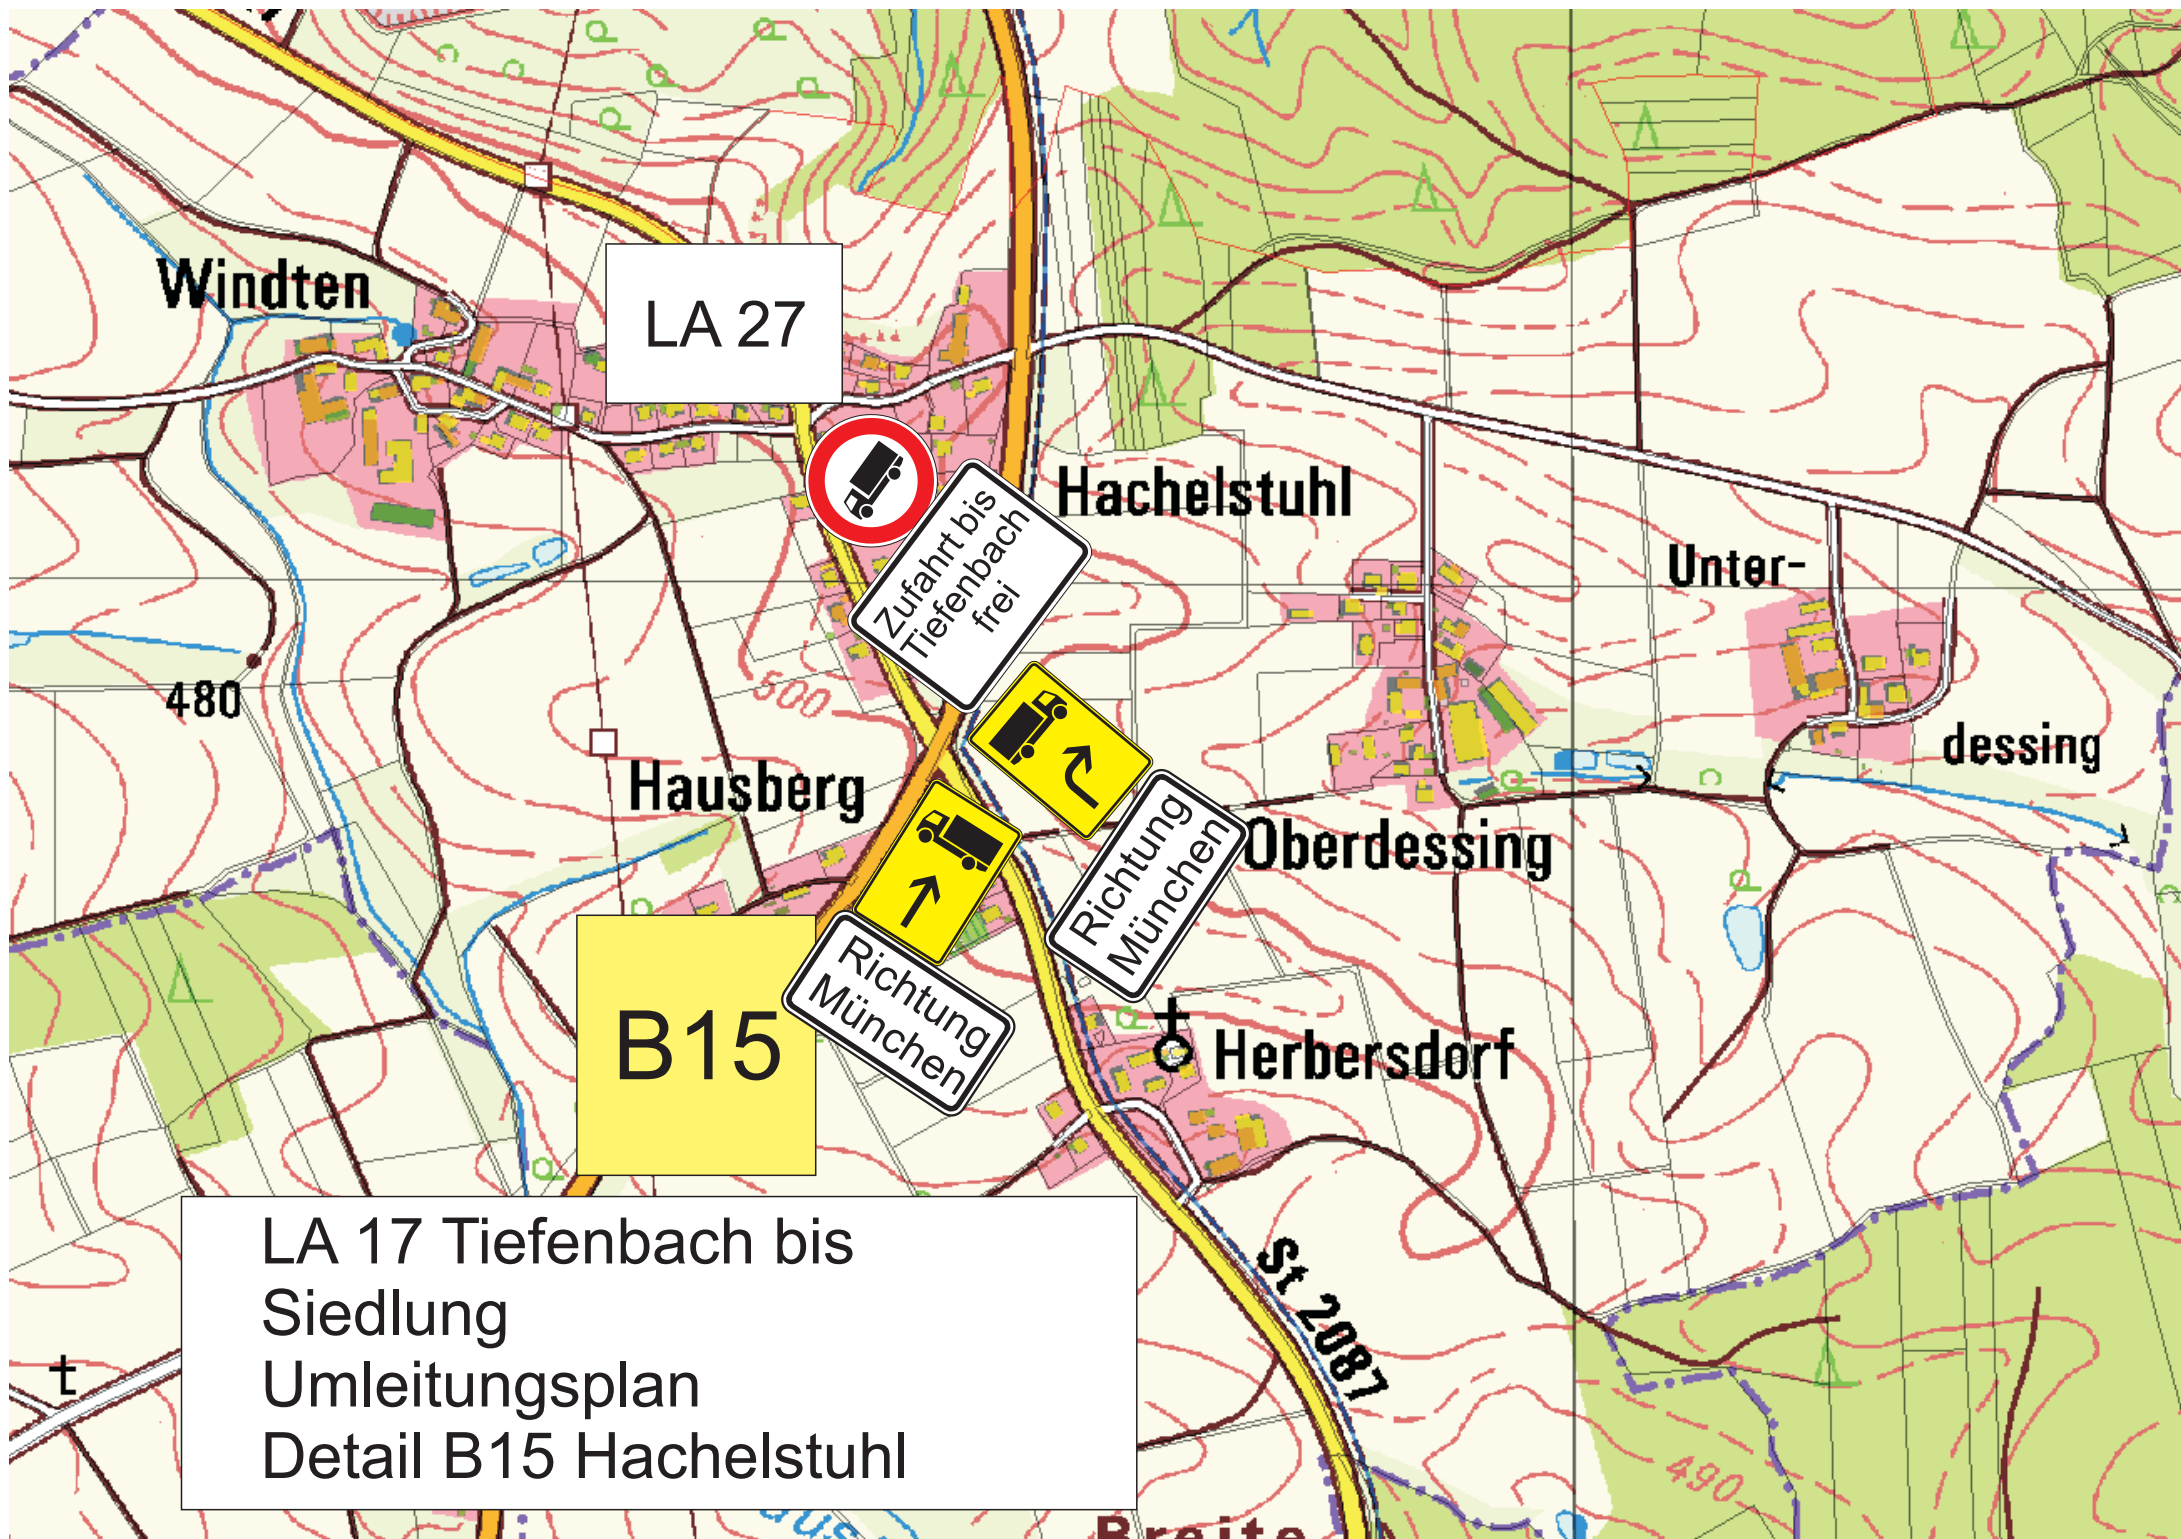 Windten
LA 27
Hachelstuhl
Zufahrt bis
Tiefenbach
frei
Unter-
dessing
480
500
Hausberg
Oberdessing
Richtung
München
Richtung
München
B15
Herbersdorf
St 2087
LA 17 Tiefenbach bis
Siedlung
Umleitungsplan
Detail B15 Hachelstuhl
490